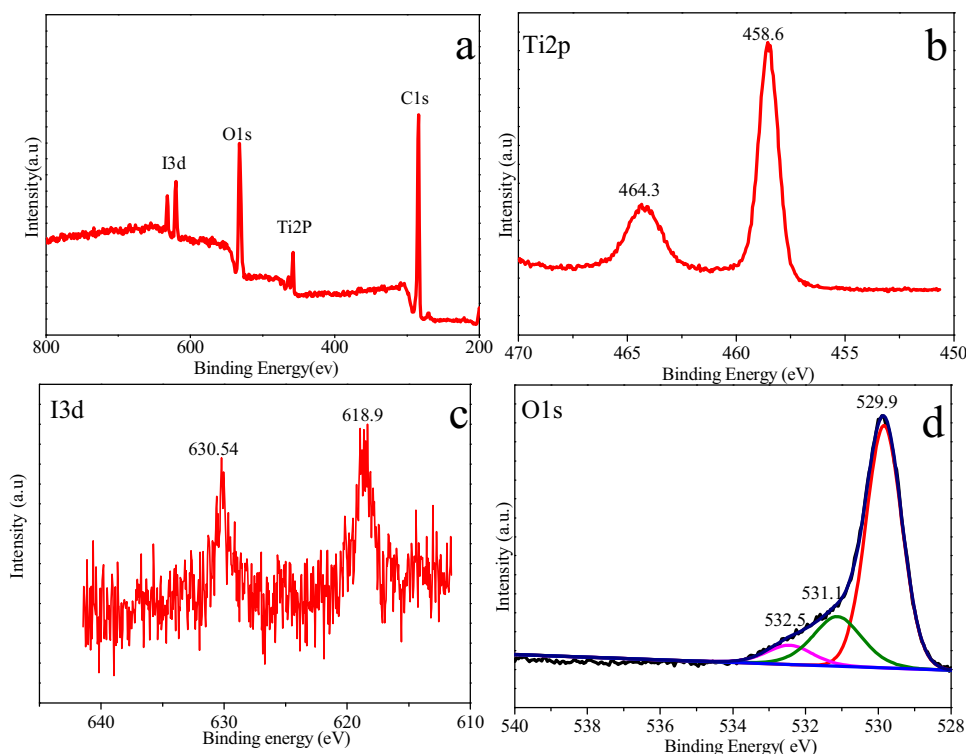 a
C1s
O1s
I3d
Ti2P
Intensity(a.u)
800 600 400 200
Binding Energy(ev)
Ti2p
458.6
b
464.3
Intensity (a.u)
470 465 460 455 450
Binding Energy (eV)
I3d
c
618.9
630.54
Intensity (a.u)
640 630 620 610
Binding energy (eV)
O1s
529.9
d
531.1
532.5
Intensity (a.u.)
540 538 536 534 532 530 528
Binding Energy( eV)